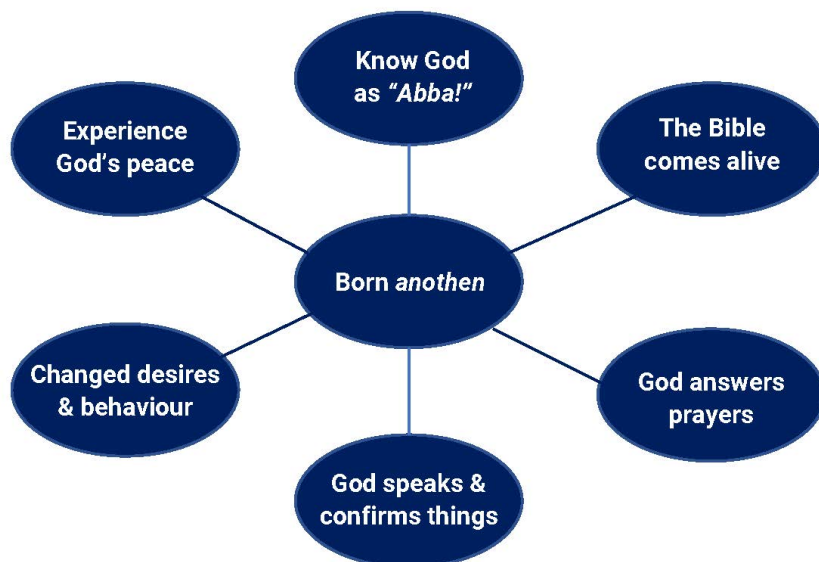 Know God
as “Abba!”
Experience
God’s peace
The Bible
comes alive
Born anothen
Changed desires
& behaviour
God answers
prayers
God speaks &
confirms things